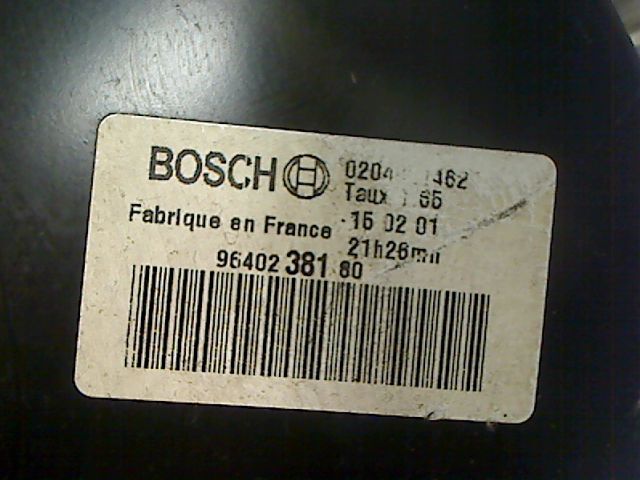 BOSCH
Taux
Fabrique en France 15 02 01
21h26mn
96402 381 80